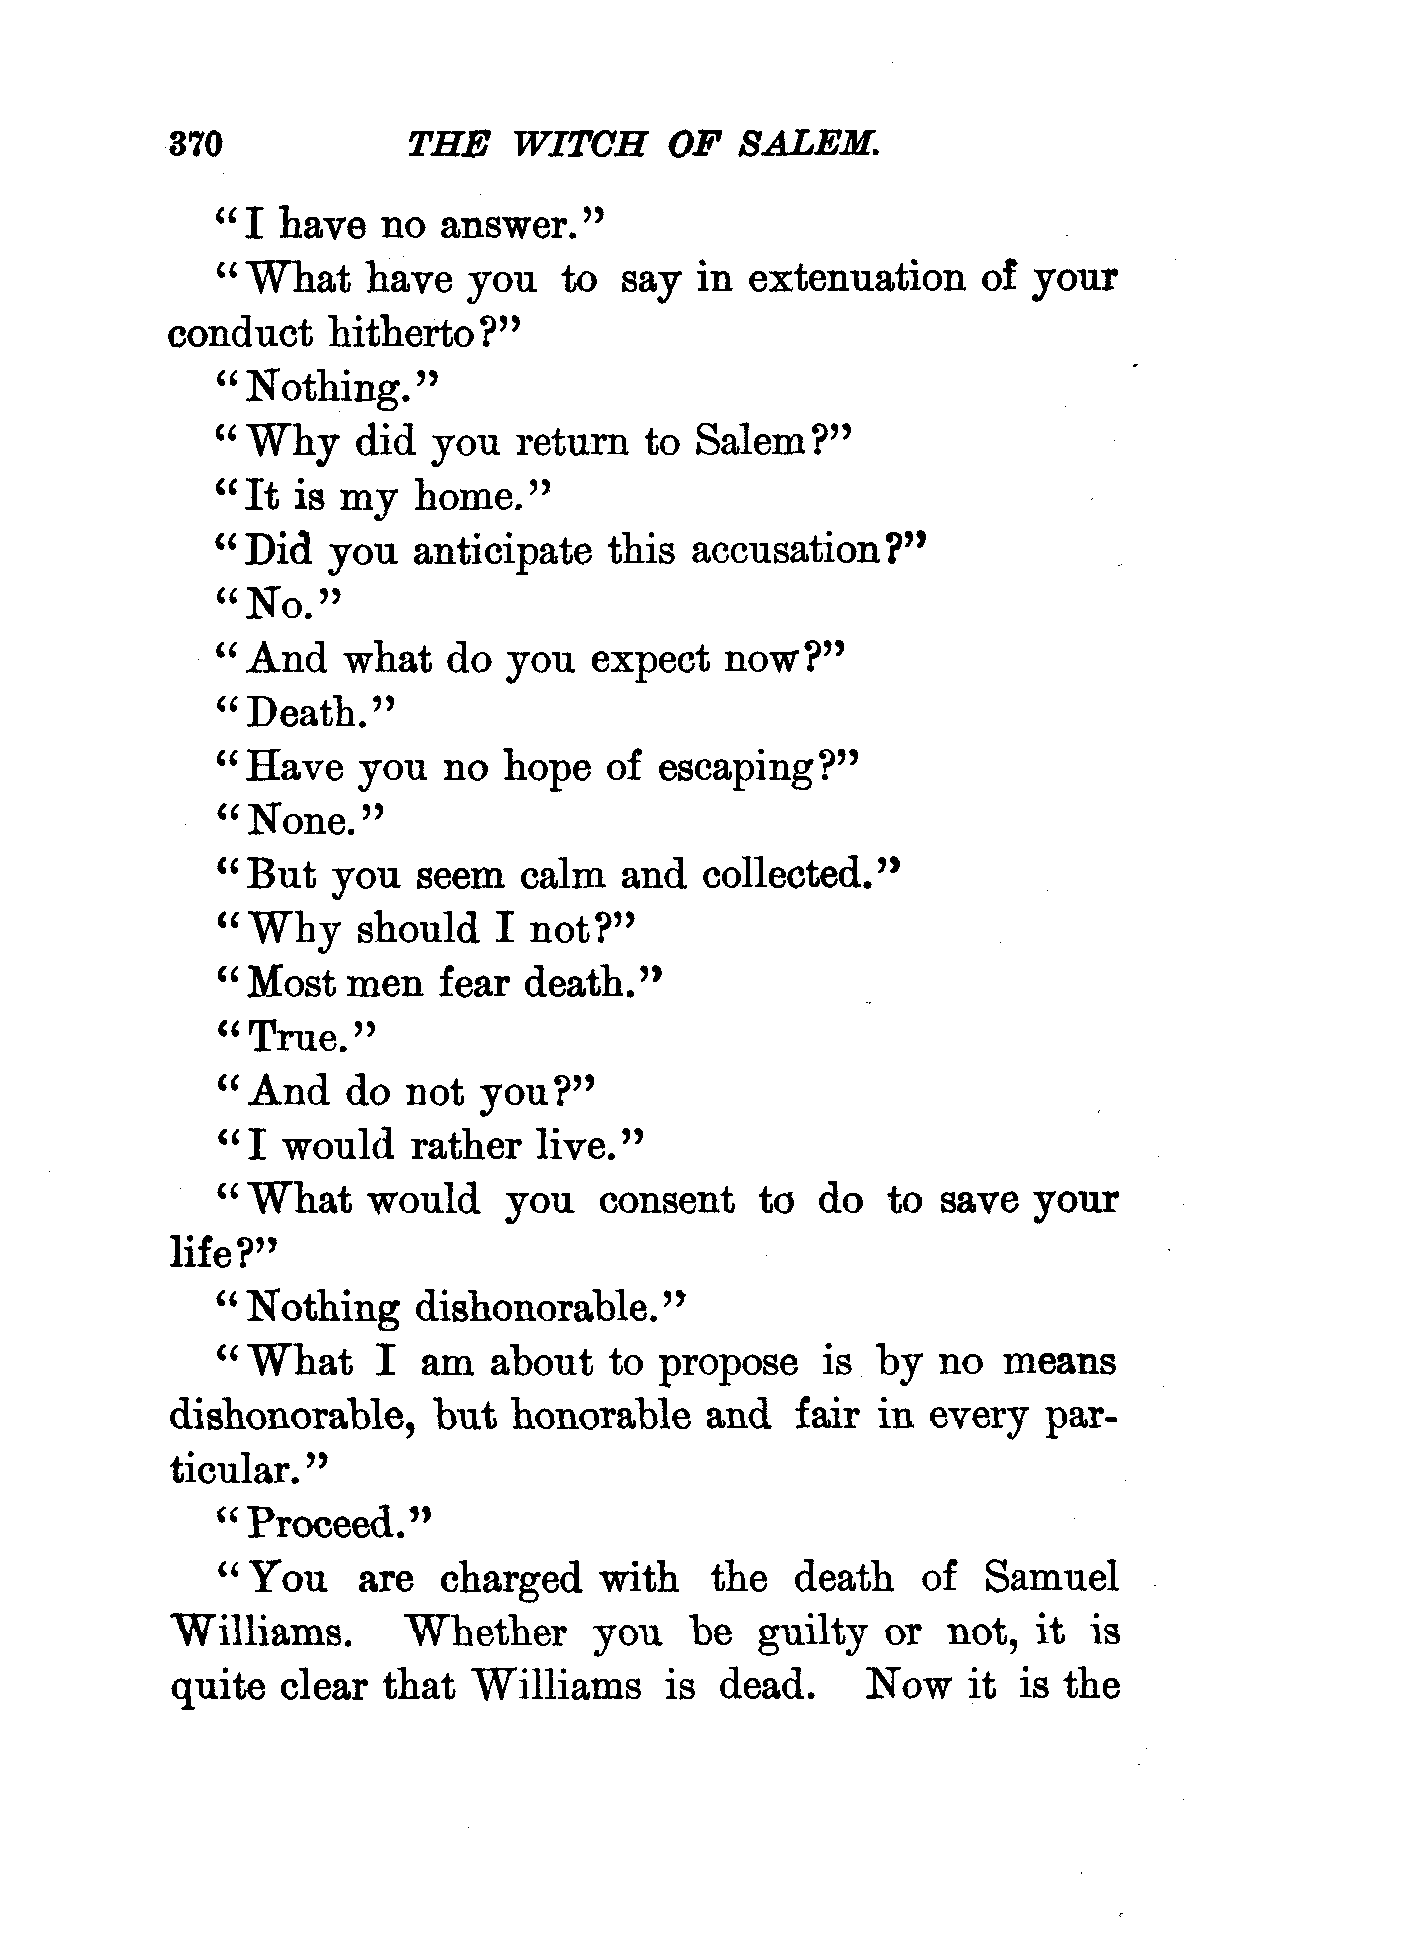 370 THE WITCH OF SALEM.
“I have no answer.”
“What have you to say in extenuation of your
conduct hitherto?”
“Nothing.”
“Why did you return to Salem?”
“It is my home.”
“Did you anticipate this accusation?”
“No.”
“And what do you expect now?”
“Death.”
“Have you no hope of escaping?”
“None.”
“But you seem calm and collected.”
“Why should I not?”
“Most men fear death.”
“True.”
“And do not you?”
“I would rather live.”
“What would you consent to do to save your
life?”
“Nothing dishonorable.”
“What I am about to propose is by no means
dishonorable, but honorable and fair in every par-
ticular.”
“Proceed.”
“You are charged with the death of Samuel
Williams. Whether you be guilty or not, it is
quite clear that Williams is dead. Now it is the